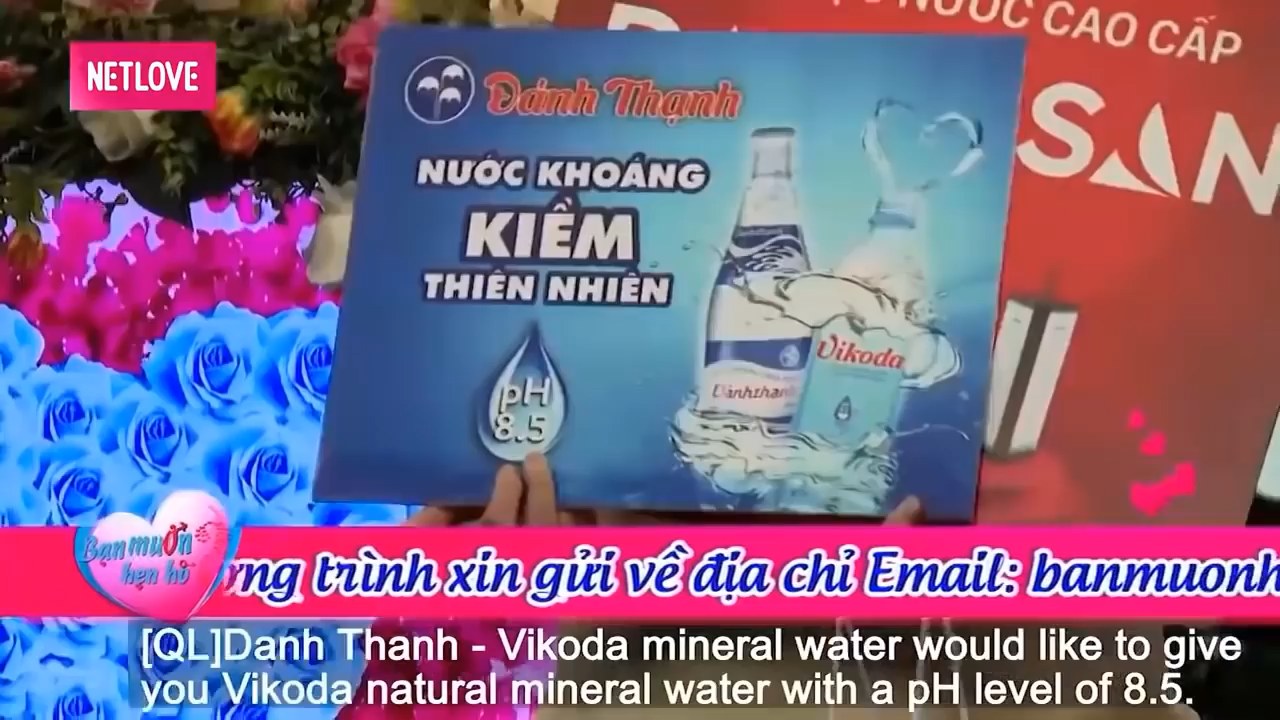 NETLOVE
NƯỚC CAO CẤP
SAN
Đảnh Thạnh
NƯỚC KHOÁNG
KIỀM
THIÊN NHIÊN
pH
8.5
Vikoda
Đảnhthạnh
Bạn muốn
hẹn hò
ơng trình xin gửi về địa chỉ Email: banmuonh
[QL]Danh Thanh - Vikoda mineral water would like to give
you Vikoda natural mineral water with a pH level of 8.5.